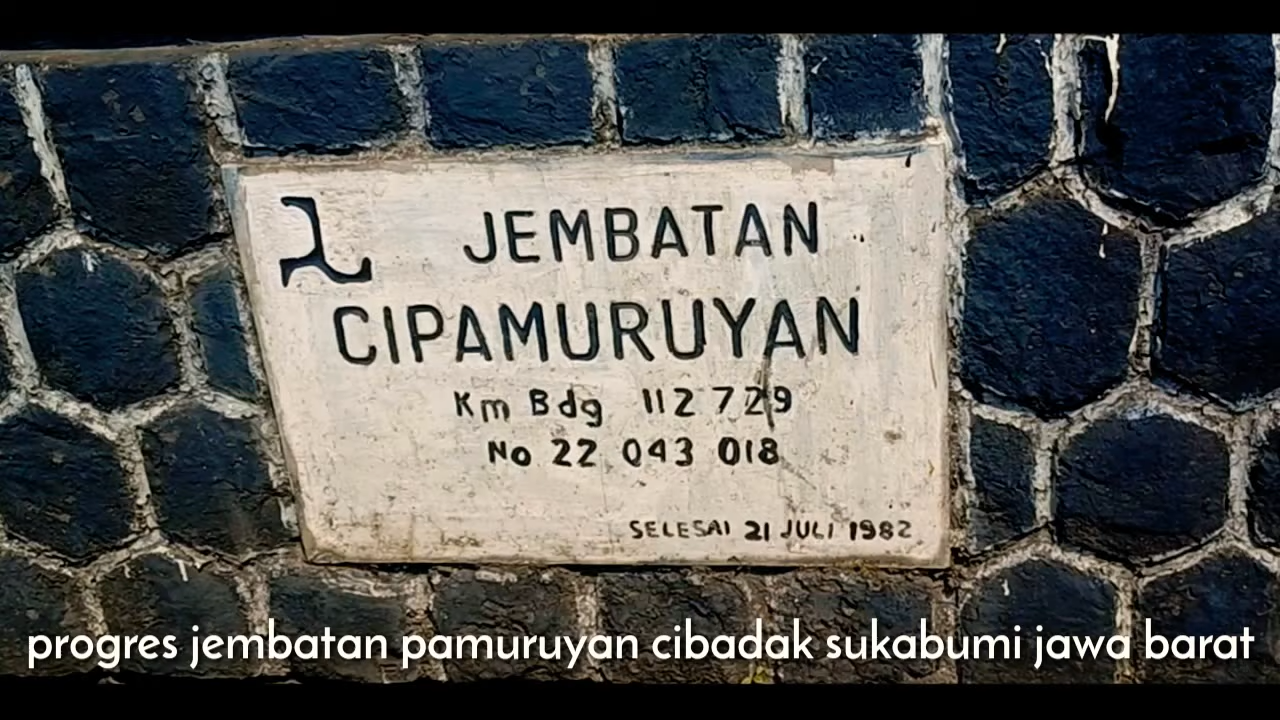 JEMBATAN
CIPAMURUYAN
Km Bdg 112 729
No 22 043 018
SELESAI 21 JULI 1982
progres jembatan pamuruyan cibadak sukabumi jawa barat